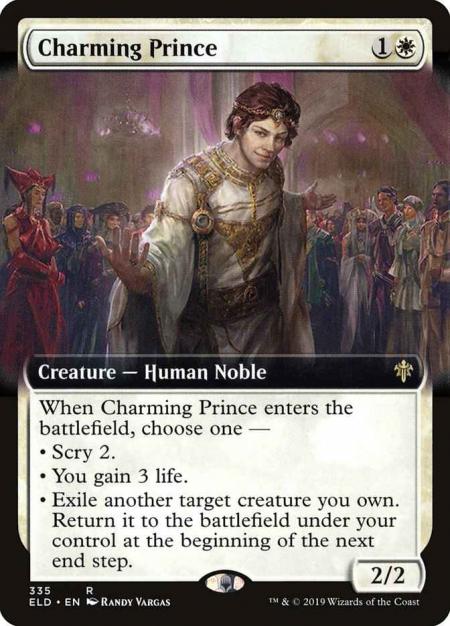 Charming Prince 1
Creature — Human Noble
When Charming Prince enters the
battlefield, choose one —
• Scry 2.
• You gain 3 life.
• Exile another target creature you own.
Return it to the battlefield under your
control at the beginning of the next
end step.
2/2
335 R
ELD • EN Randy Vargas
™ & © 2019 Wizards of the Coast